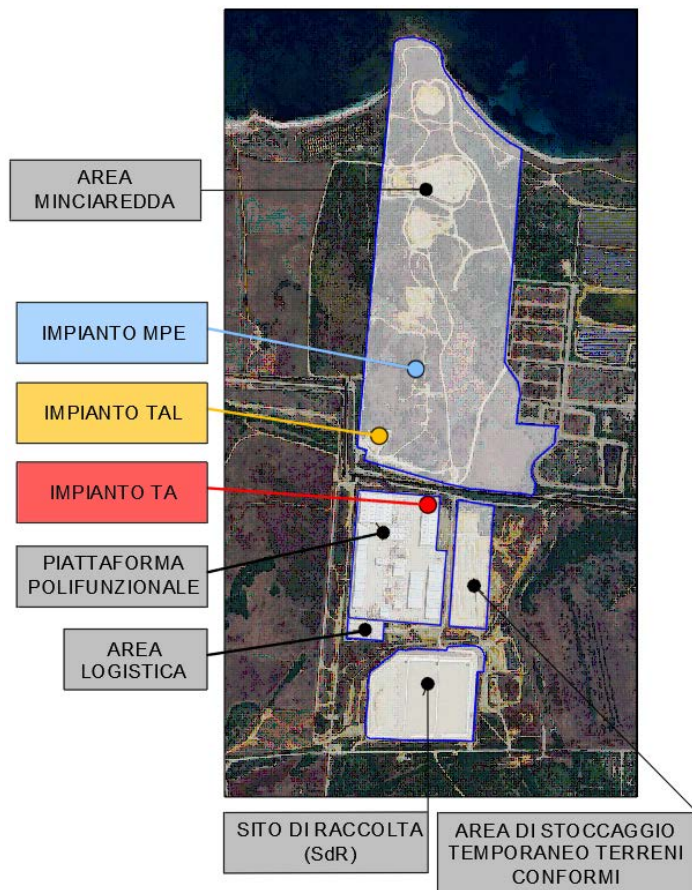 AREA
MINCIAREDDA
IMPIANTO MPE
IMPIANTO TAL
IMPIANTO TA
PIATTAFORMA
POLIFUNZIONALE
AREA
LOGISTICA
SITO DI RACCOLTA
(SdR)
AREA DI STOCCAGGIO
TEMPORANEO TERRENI
CONFORMI